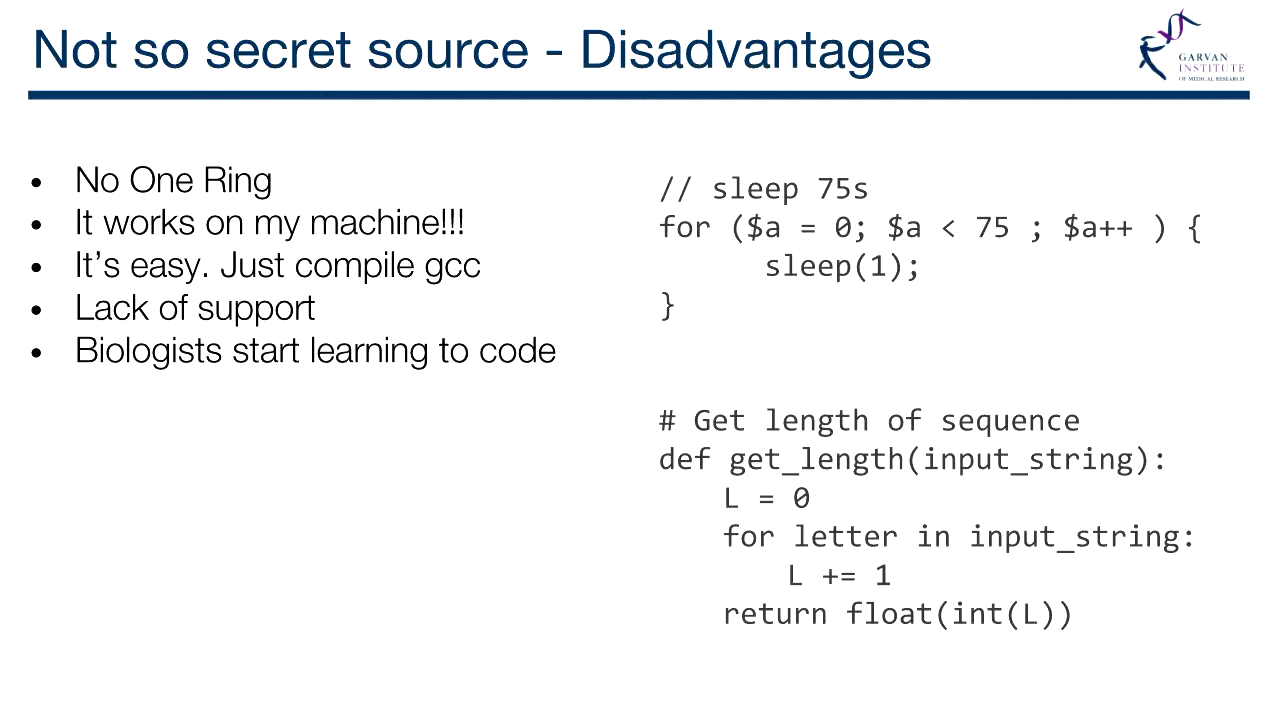 Not so secret source - Disadvantages
GARVAN
INSTITUTE
OF MEDICAL RESEARCH
• No One Ring
• It works on my machine!!!
• It’s easy. Just compile gcc
• Lack of support
• Biologists start learning to code
// sleep 75s
for ($a = 0; $a < 75 ; $a++ ) {
      sleep(1);
}
# Get length of sequence
def get_length(input_string):
    L = 0
    for letter in input_string:
        L += 1
    return float(int(L))